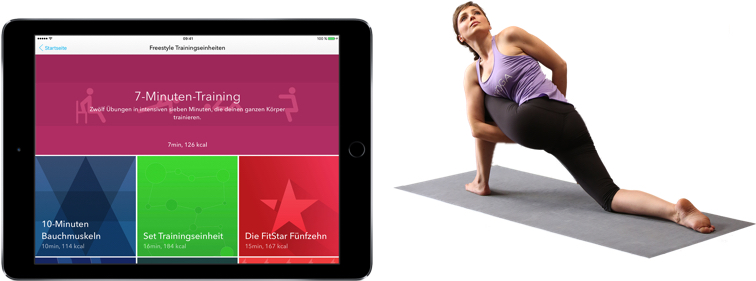 09:41
100 %
Startseite
Freestyle Trainingseinheiten
7-Minuten-Training
Zwölf Übungen in intensiven sieben Minuten, die deinen ganzen Körper
trainieren.
7min, 126 kcal
10-Minuten
Bauchmuskeln
10min, 114 kcal
Set Trainingseinheit
56min, 184 kcal
Die FitStar Fünfzehn
15min, 167 kcal